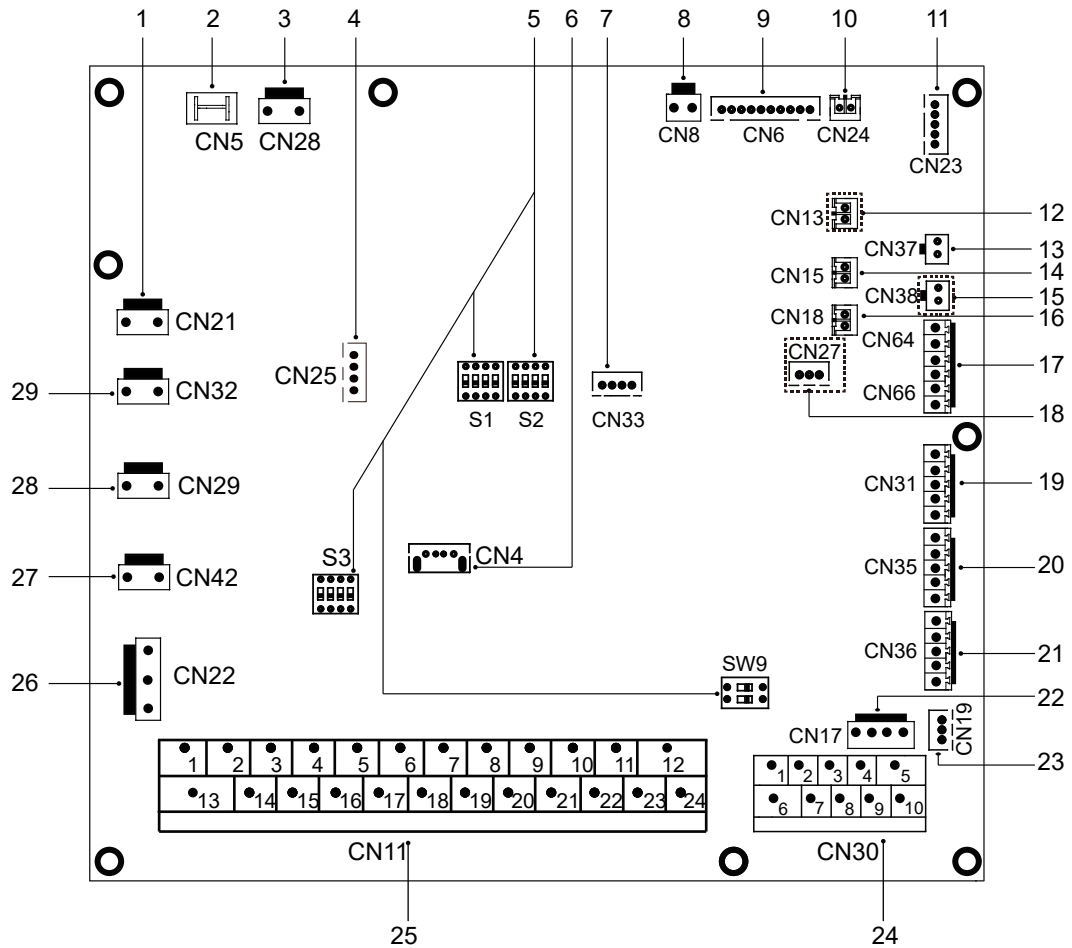 1 2 3 4 5 6 7 8 9 10 11
CN5 CN28 CN8 CN6 CN24 CN23
CN13 12
CN37 13
CN15 14
CN38 15
CN18 16
CN21
CN64
CN27
CN25 17
29 CN32 CN66
S1 S2 CN33 18
28 CN29 CN31 19
S3 CN4
27 CN42 CN35 20
CN36 21
SW9
26 CN22
22
CN17 CN19
23
1 2 3 4 5 6 7 8 9 10 11 12
1 2 3 4 5
13 14 15 16 17 18 19 20 21 22 23 24
6 7 8 9 10
CN11 CN30
25 24